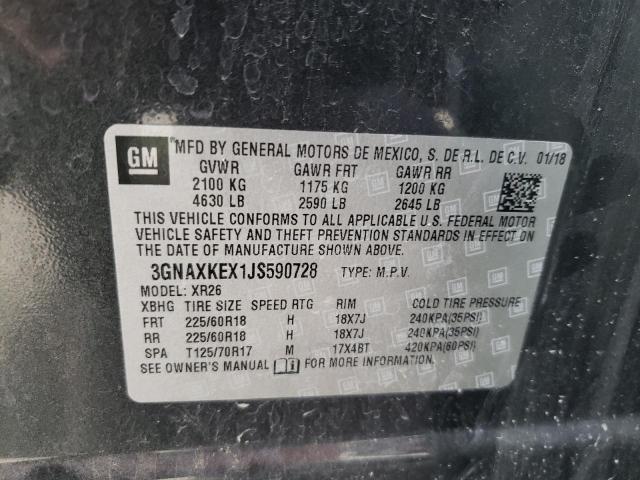 GM MFD BY GENERAL MOTORS DE MEXICO, S. DE R.L. DE C.V. 01/18
GVWR GAWR FRT GAWR RR
2100 KG 1175 KG 1200 KG
4630 LB 2590 LB 2645 LB
THIS VEHICLE CONFORMS TO ALL APPLICABLE U.S. FEDERAL MOTOR
VEHICLE SAFETY AND THEFT PREVENTION STANDARDS IN EFFECT ON
THE DATE OF MANUFACTURE SHOWN ABOVE.
3GNAXKEX1JS590728 TYPE: M.P.V.
MODEL: XR26
XBHG TIRE SIZE SPEED RTG RIM COLD TIRE PRESSURE
FRT 225/60R18 H 18X7J 240KPA(35PSI)
RR 225/60R18 H 18X7J 240KPA(35PSI)
SPA T125/70R17 M 17X4BT 420KPA(60PSI)
SEE OWNER'S MANUAL FOR MORE INFORMATION.